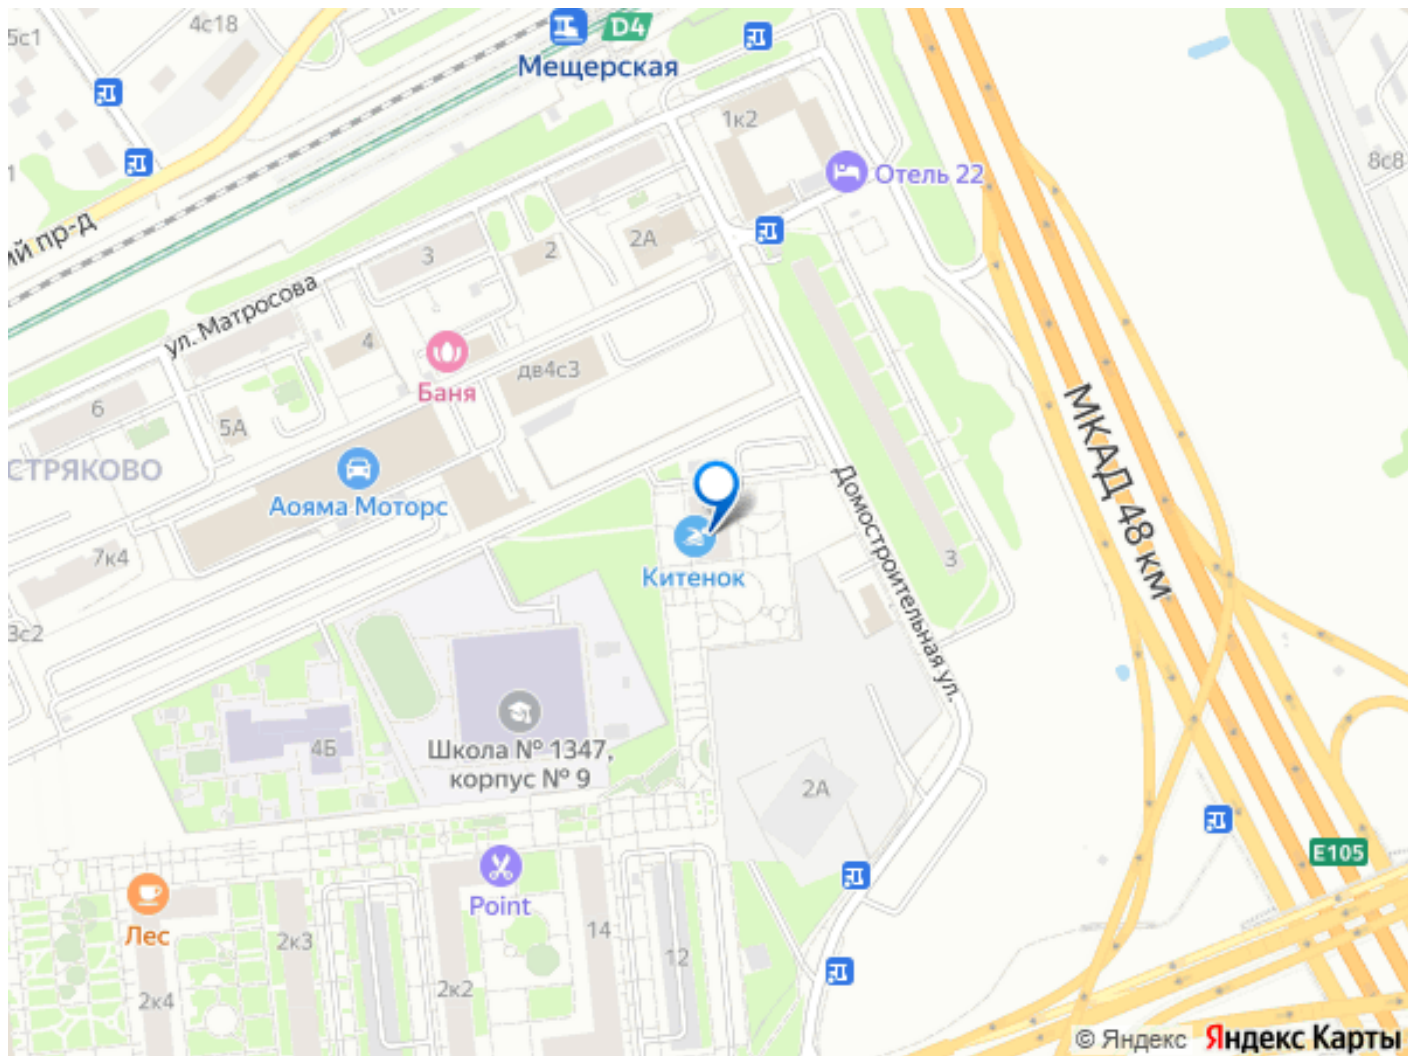 5с1
4с18
D4
Мещерская
1к2
8с8
1
Отель 22
ий пр-д
2А
2
3
ул. Матросова
4
Баня
дв4с3
6
5А
СТРЯКОВО
Аояма Моторс
МКАД 48 км
Домостроительная ул.
7к4
3
Китенок
3с2
4Б
Школа № 1347,
корпус № 9
2А
E105
Point
Лес
2к3
14
12
2к2
2к4
© Яндекс Яндекс Карты